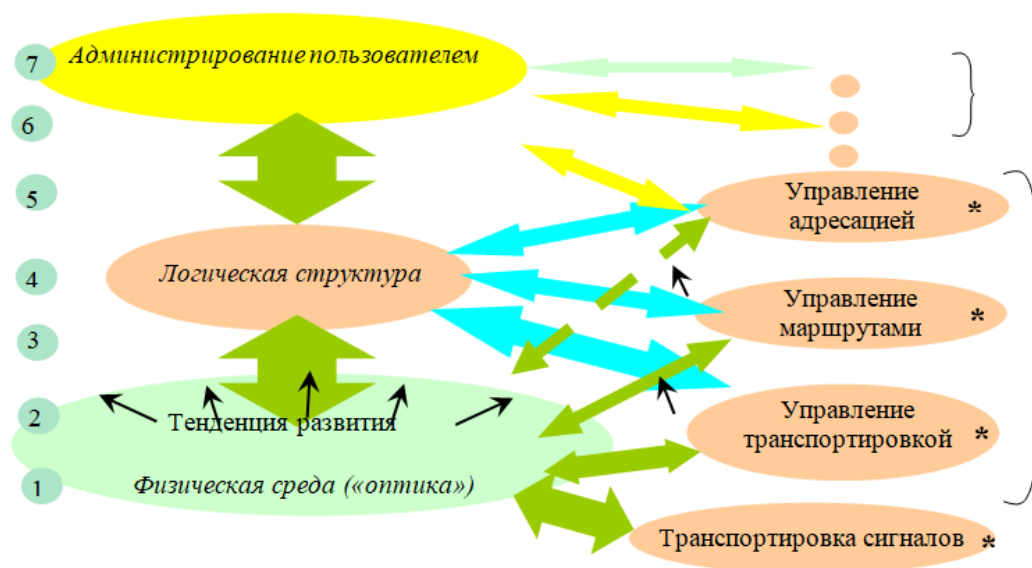 7
Администрирование пользователем
6
5
Управление
адресацией *
4
Логическая структура
Управление
маршрутами *
3
2
Тенденция развития
Управление
транспортировкой *
1
Физическая среда («оптика»)
Транспортировка сигналов *